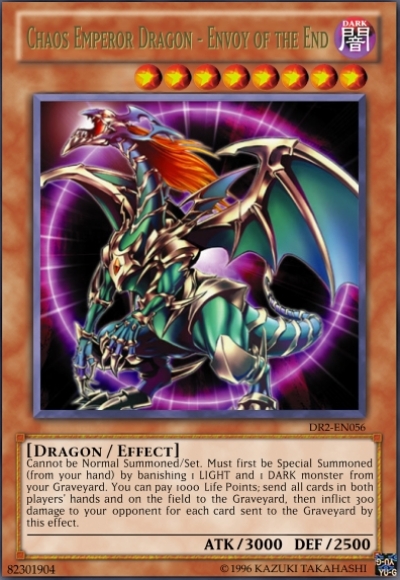 CHAOS EMPEROR DRAGON - ENVOY OF THE END
DARK
闇
DR2-EN056
[DRAGON / EFFECT]
Cannot be Normal Summoned/Set. Must first be Special Summoned
(from your hand) by banishing 1 LIGHT and 1 DARK monster from
your Graveyard. You can pay 1000 Life Points; send all cards in both
players' hands and on the field to the Graveyard, then inflict 300
damage to your opponent for each card sent to the Graveyard by
this effect.
ATK/3000 DEF/2500
82301904
©1996 KAZUKI TAKAHASHI
D-NA
YU-G